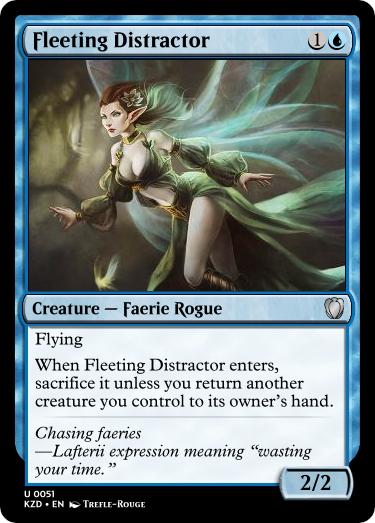 Fleeting Distractor 1
Creature — Faerie Rogue
Flying
When Fleeting Distractor enters,
sacrifice it unless you return another
creature you control to its owner's hand.
Chasing faeries
—Lafterii expression meaning “wasting
your time.”
2/2
U 0051
KZD • EN Trefle-Rouge